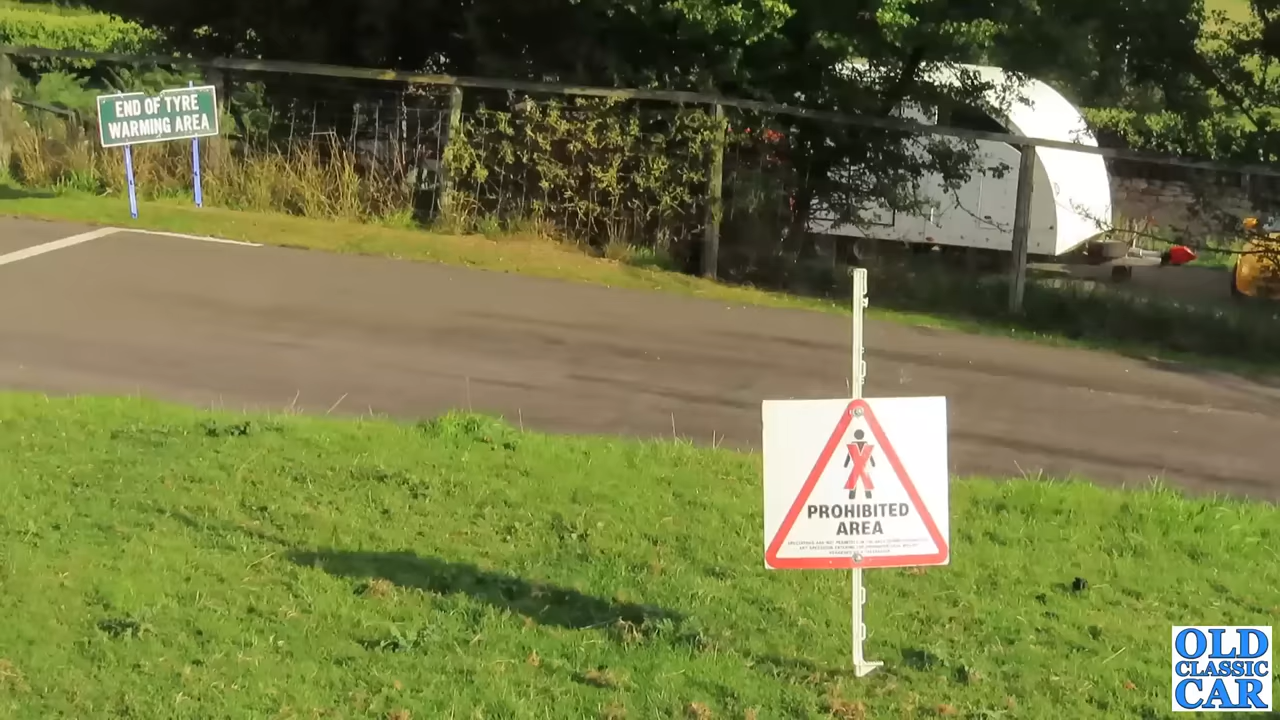 END OF TYRE
WARMING AREA
PROHIBITED
AREA
OLD
CLASSIC
CAR